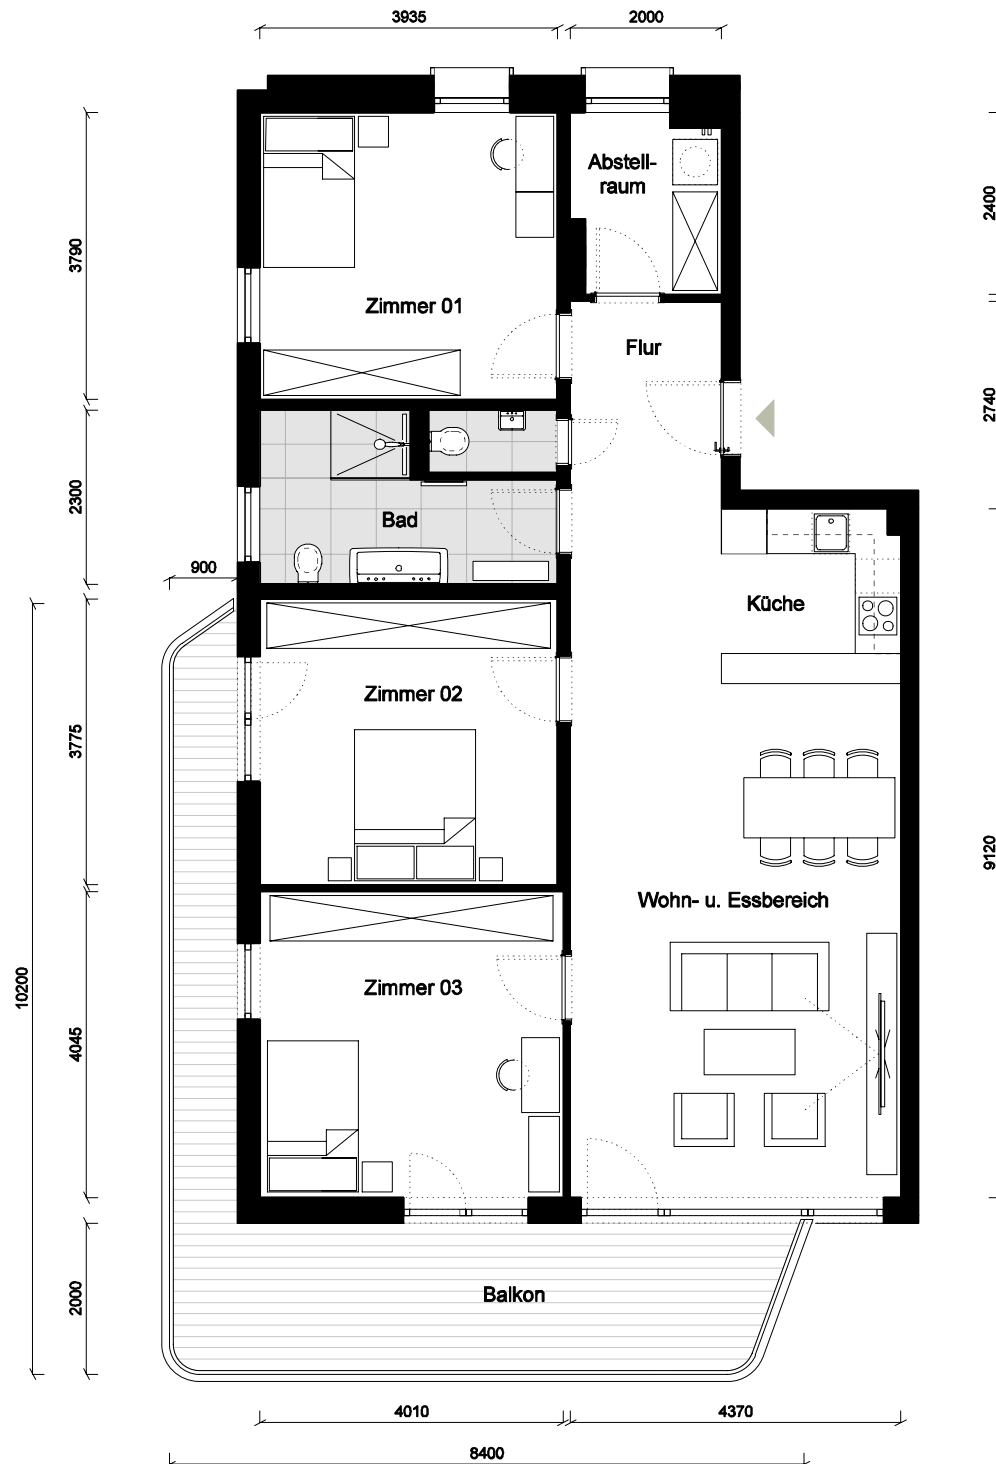 3935
2000
Abstell-
raum
2400
3790
Zimmer 01
Flur
2740
2300
Bad
900
Küche
Zimmer 02
3775
9120
Wohn- u. Essbereich
10200
Zimmer 03
4045
2000
Balkon
4010
4370
8400